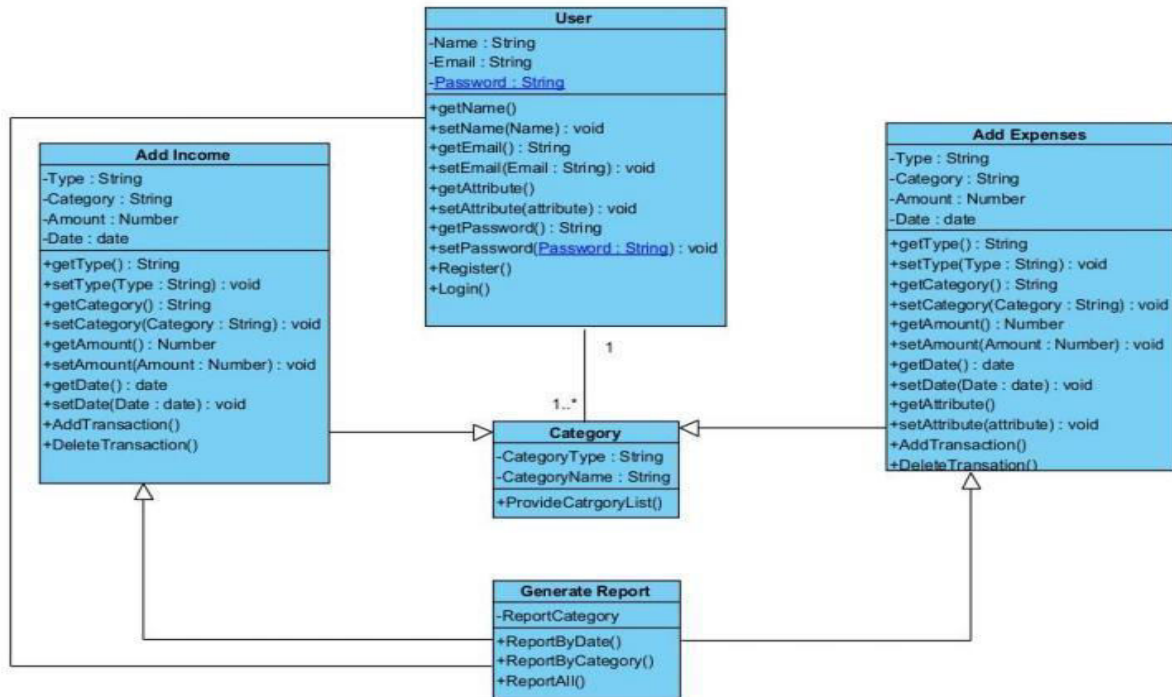 User
-Name : String
-Email : String
-Password : String
+getName()
+setName(Name) : void
+getEmail() : String
+setEmail(Email : String) : void
+getAttribute()
+setAttribute(attribute) : void
+getPassword() : String
+setPassword(Password : String) : void
+Register()
+Login()
Add Income
-Type : String
-Category : String
-Amount : Number
-Date : date
+getType() : String
+setType(Type : String) : void
+getCategory() : String
+setCategory(Category : String) : void
+getAmount() : Number
+setAmount(Amount : Number) : void
+getDate() : date
+setDate(Date : date) : void
+AddTransaction()
+DeleteTransaction()
Add Expenses
-Type : String
-Category : String
-Amount : Number
-Date : date
+getType() : String
+setType(Type : String) : void
+getCategory() : String
+setCategory(Category : String) : void
+getAmount() : Number
+setAmount(Amount : Number) : void
+getDate() : date
+setDate(Date : date) : void
+getAttribute()
+setAttribute(attribute) : void
+AddTransaction()
+DeleteTransation()
1
1..*
Category
-CategoryType : String
-CategoryName : String
+ProvideCatrgoryList()
Generate Report
-ReportCategory
+ReportByDate()
+ReportByCategory()
+ReportAll()